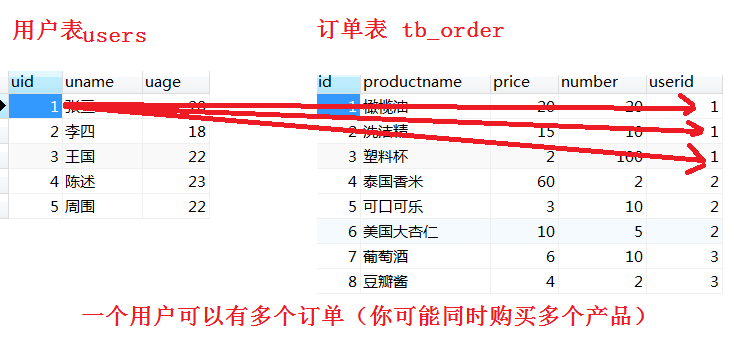 用户表users
订单表 tb_order
uid uname uage
1 张三 20
2 李四 18
3 王国 22
4 陈述 23
5 周围 22
id productname price number userid
1 橄榄油 20 20 1
2 洗洁精 15 10 1
3 塑料杯 2 100 1
4 泰国香米 60 2 2
5 可口可乐 3 10 2
6 美国大杏仁 10 5 2
7 葡萄酒 6 10 3
8 豆瓣酱 4 2 3
一个用户可以有多个订单（你可能同时购买多个产品）